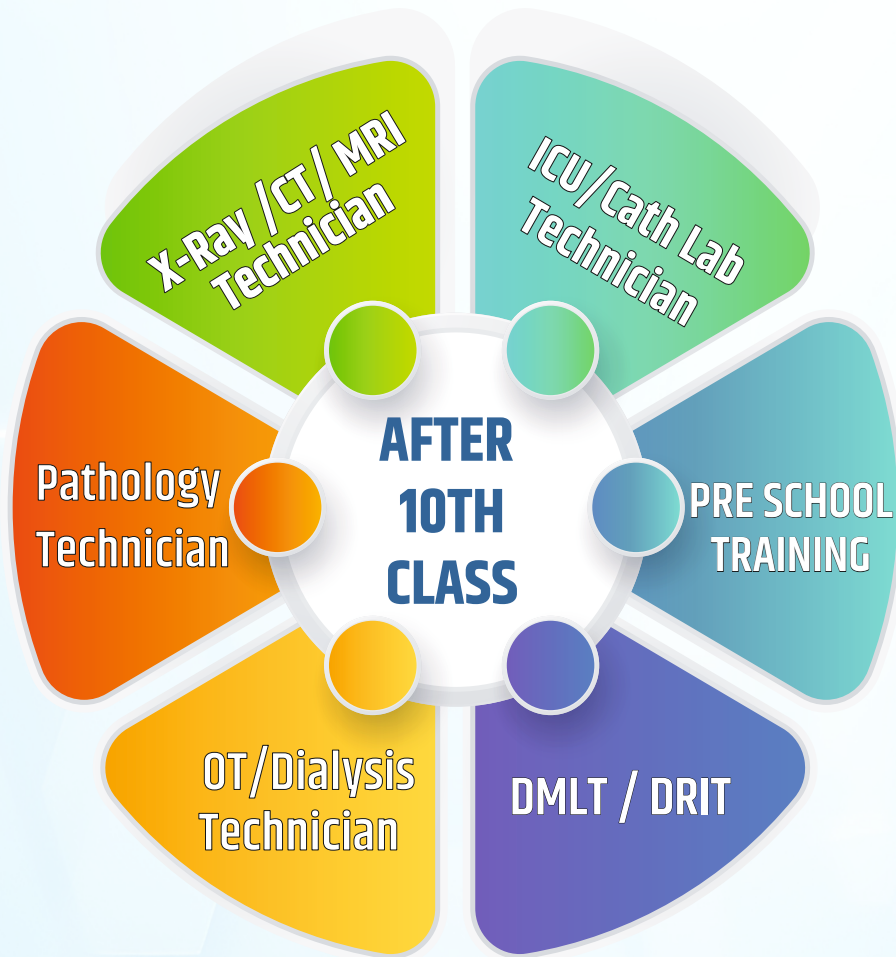 X-Ray /CT/ MRI
Technician
ICU/Cath Lab
Technician
Pathology
Technician
AFTER
10TH
CLASS
PRE SCHOOL
TRAINING
OT/Dialysis
Technician
DMLT / DRIT